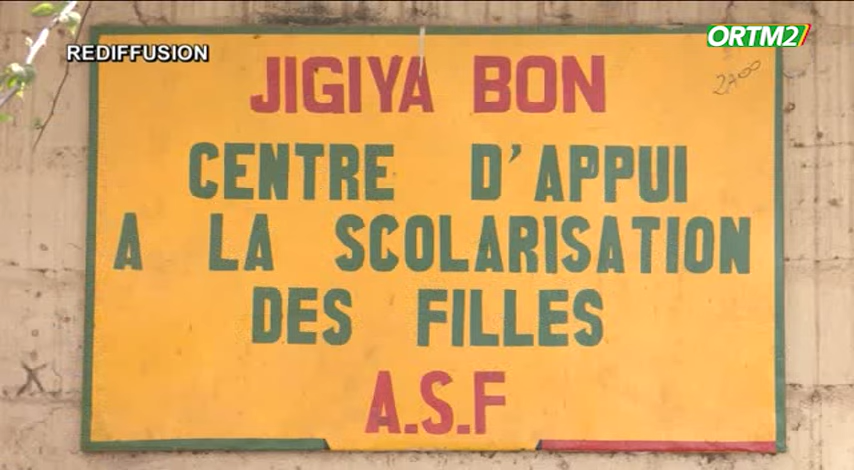 REDIFFUSION
ORTM2
JIGIYA BON
CENTRE D'APPUI
A LA SCOLARISATION
DES FILLES
A.S.F